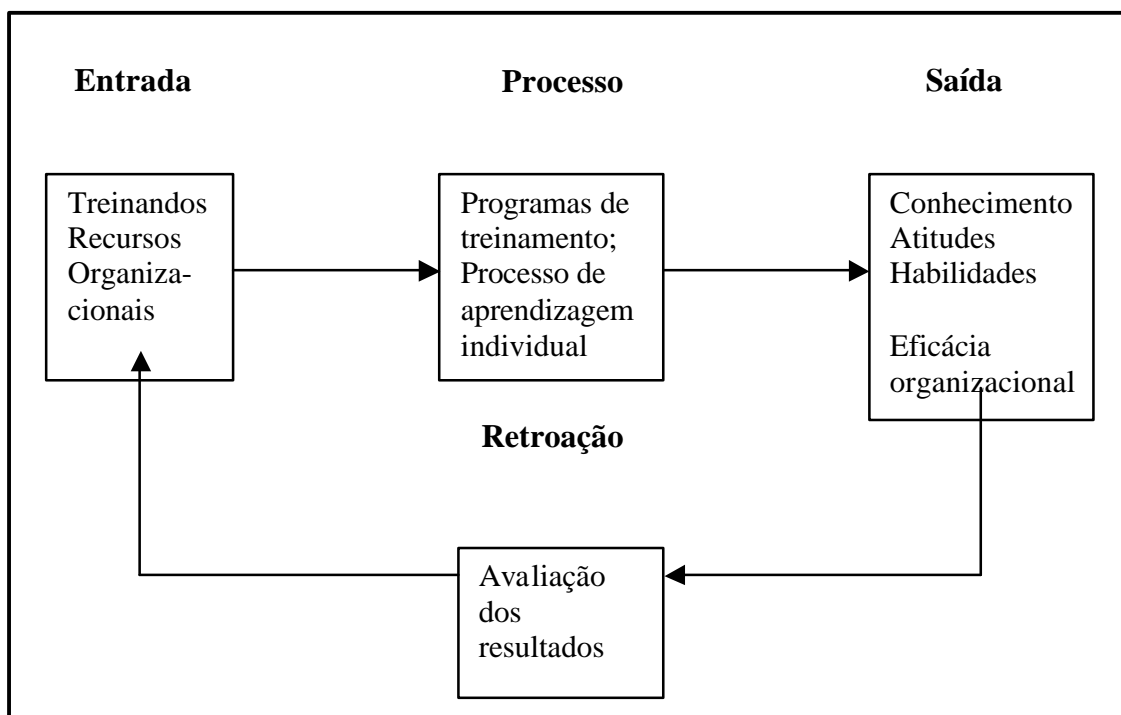 Entrada
Processo
Saída
Treinandos
Recursos
Organiza-
cionais
Programas de
treinamento;
Processo de
aprendizagem
individual
Conhecimento
Atitudes
Habilidades
Eficácia
organizacional
Retroação
Avaliação
dos
resultados